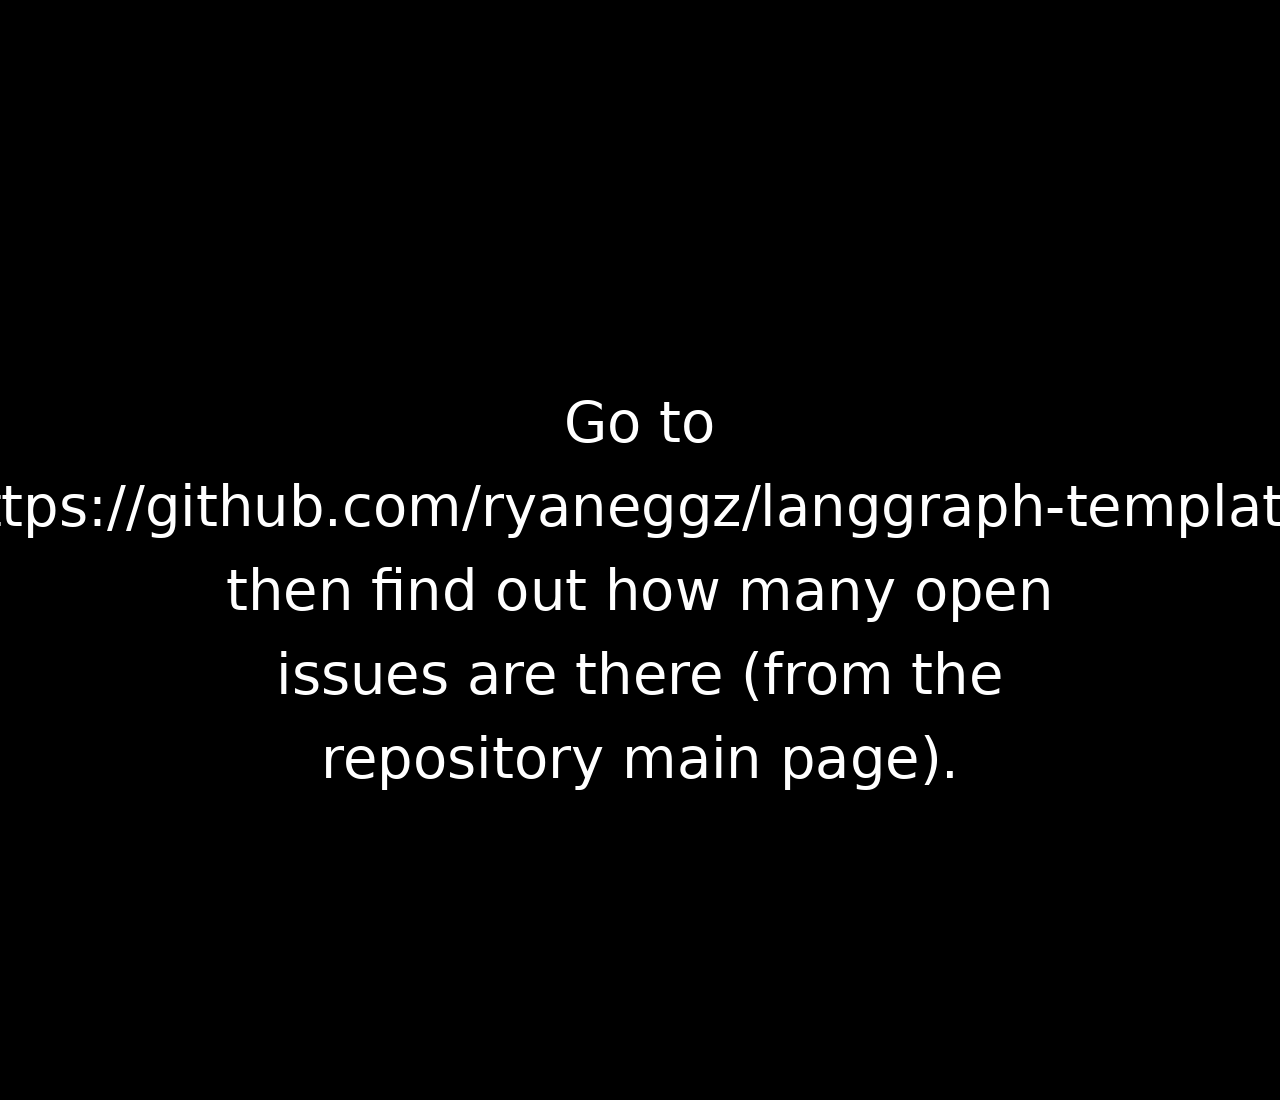 Go to
tps://github.com/ryaneggz/langgraph-templat
then find out how many open
issues are there (from the
repository main page).